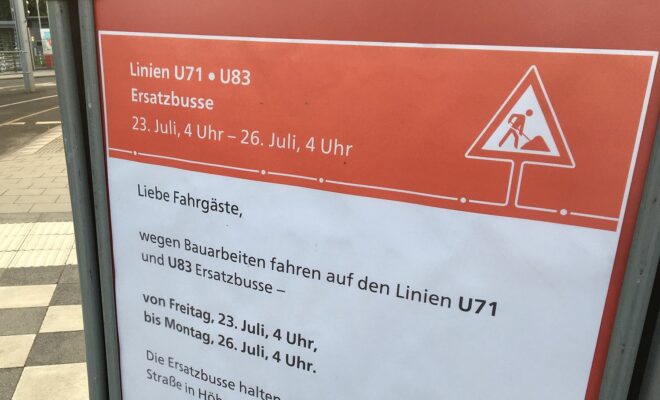 Linien U71 • U83
Ersatzbusse
23. Juli, 4 Uhr – 26. Juli, 4 Uhr
Liebe Fahrgäste,
wegen Bauarbeiten fahren auf den Linien U71
und U83 Ersatzbusse –
von Freitag, 23. Juli, 4 Uhr,
bis Montag, 26. Juli, 4 Uhr.
Die Ersatzbusse halten
Straße in Höh